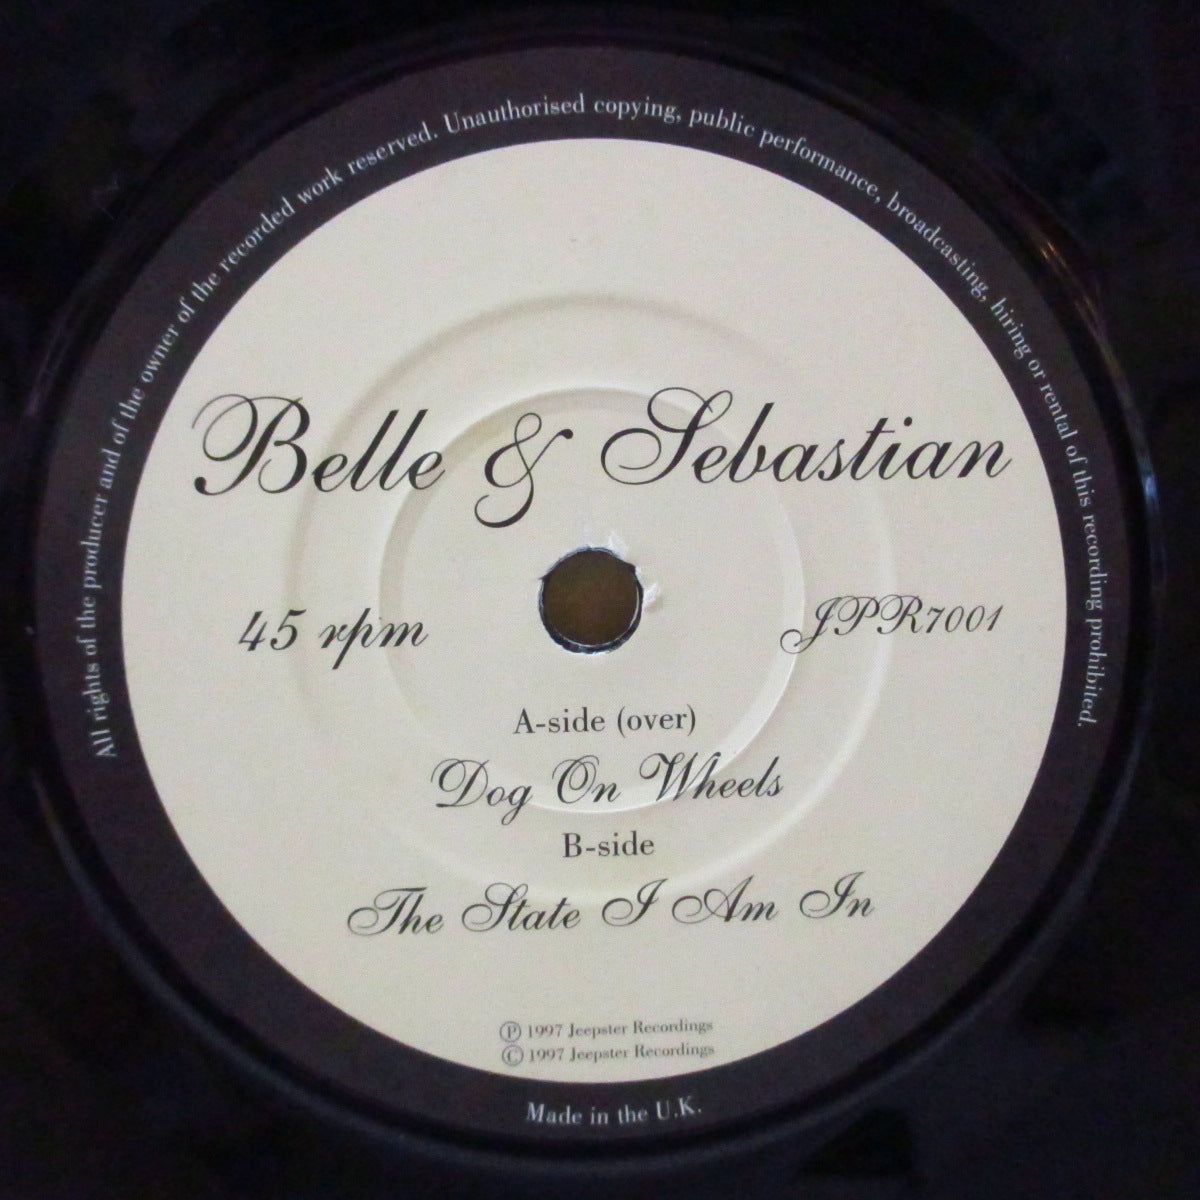 All rights of the producer and of the owner of the recorded work reserved. Unauthorised copying, public performance, broadcasting, hiring or rental of this recording prohibited.
Belle & Sebastian
45 rpm
JPR7001
A-side (over)
Dog On Wheels
B-side
The State I Am In
℗ 1997 Jeepster Recordings
© 1997 Jeepster Recordings
Made in the U.K.